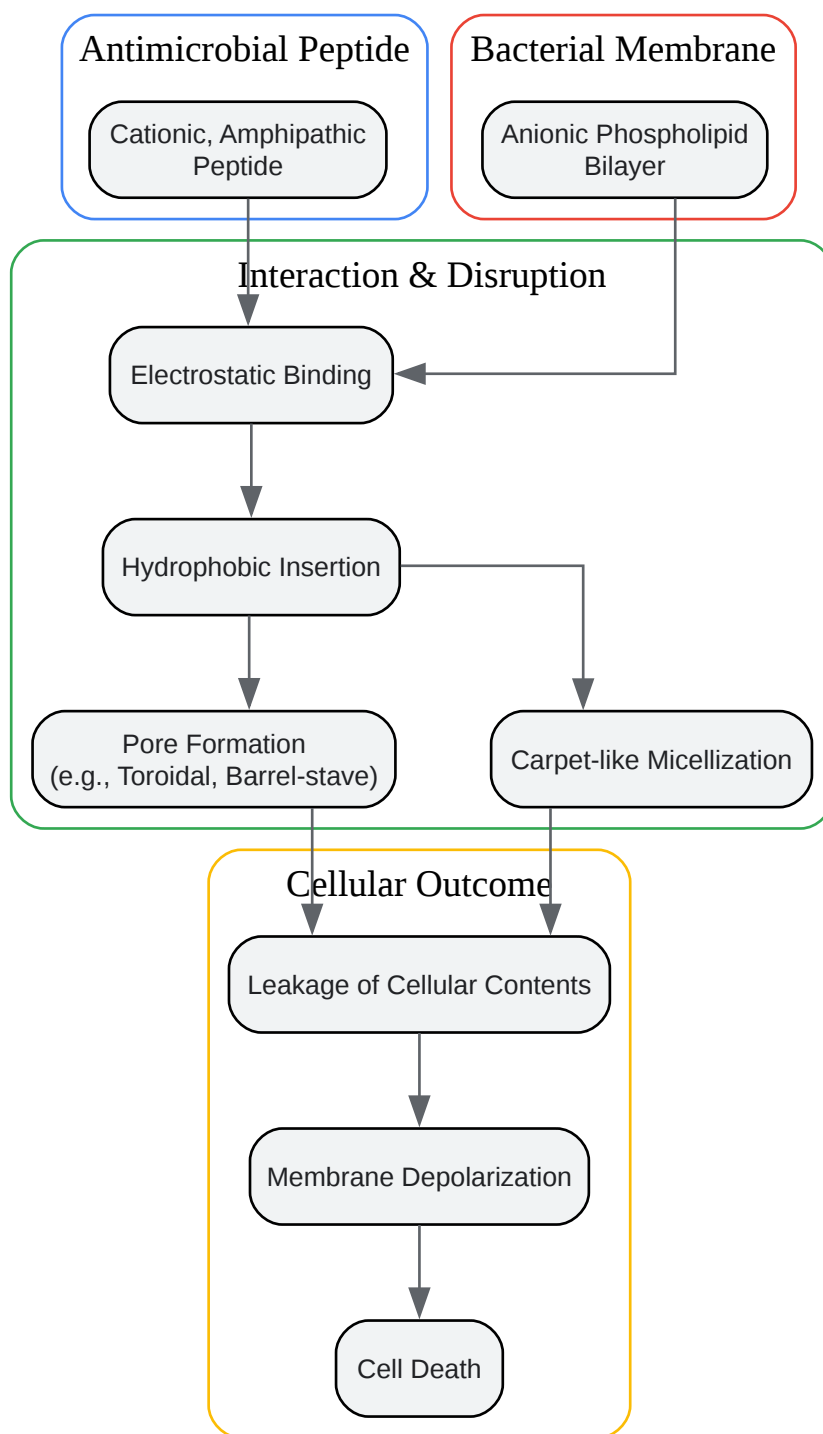 Antimicrobial Peptide
Bacterial Membrane
Cationic, Amphipathic
Peptide
Anionic Phospholipid
Bilayer
Interaction & Disruption
Electrostatic Binding
Hydrophobic Insertion
Pore Formation
(e.g., Toroidal, Barrel-stave)
Carpet-like Micellization
Cellular Outcome
Leakage of Cellular Contents
Membrane Depolarization
Cell Death